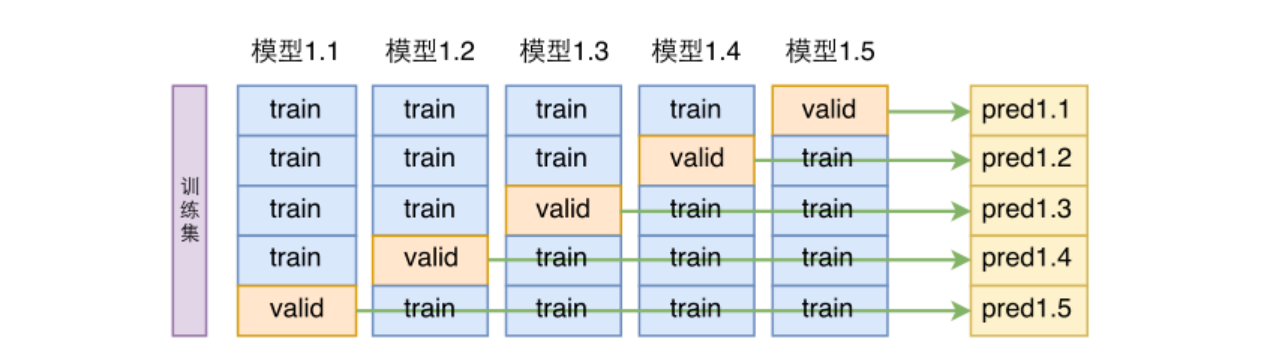 模型1.1 模型1.2 模型1.3 模型1.4 模型1.5
train train train train valid pred1.1
train train train valid train pred1.2
训练集
train train valid train train pred1.3
train valid train train train pred1.4
valid train train train train pred1.5